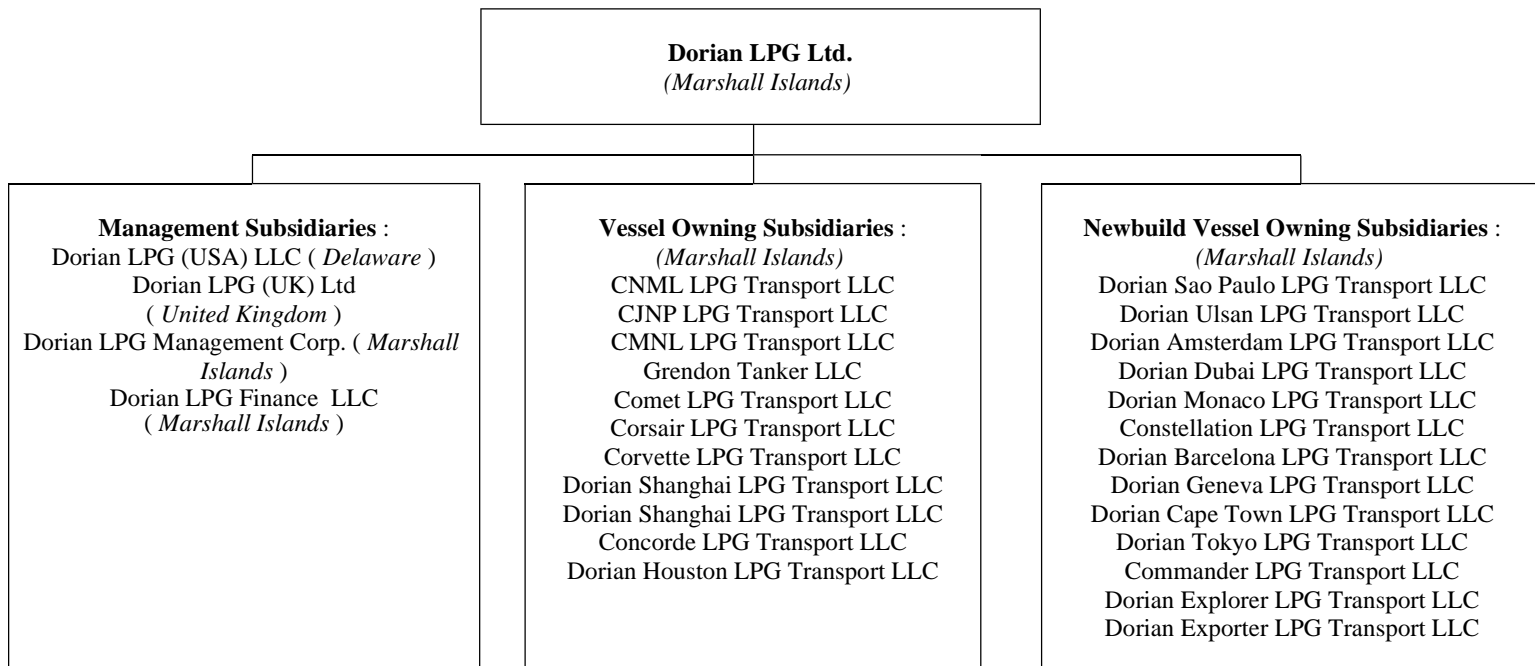 Dorian LPG Ltd.
(Marshall Islands)
Management Subsidiaries :
Dorian LPG (USA) LLC ( Delaware )
Dorian LPG (UK) Ltd
( United Kingdom )
Dorian LPG Management Corp. ( Marshall
Islands )
Dorian LPG Finance LLC
( Marshall Islands )
Vessel Owning Subsidiaries :
(Marshall Islands)
CNML LPG Transport LLC
CJNP LPG Transport LLC
CMNL LPG Transport LLC
Grendon Tanker LLC
Comet LPG Transport LLC
Corsair LPG Transport LLC
Corvette LPG Transport LLC
Dorian Shanghai LPG Transport LLC
Dorian Shanghai LPG Transport LLC
Concorde LPG Transport LLC
Dorian Houston LPG Transport LLC
Newbuild Vessel Owning Subsidiaries :
(Marshall Islands)
Dorian Sao Paulo LPG Transport LLC
Dorian Ulsan LPG Transport LLC
Dorian Amsterdam LPG Transport LLC
Dorian Dubai LPG Transport LLC
Dorian Monaco LPG Transport LLC
Constellation LPG Transport LLC
Dorian Barcelona LPG Transport LLC
Dorian Geneva LPG Transport LLC
Dorian Cape Town LPG Transport LLC
Dorian Tokyo LPG Transport LLC
Commander LPG Transport LLC
Dorian Explorer LPG Transport LLC
Dorian Exporter LPG Transport LLC